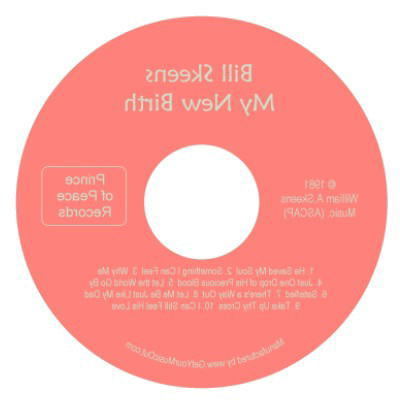 Bill Skeens
My New Birth
Prince
of Peace
Records
© 1981
William A Skeens
Music, (ASCAP)
1. He Saved My Soul 2. Something I Can Feel 3. Why Me
4. Just One Drop of His Precious Blood 5. Let the World Go By
6. Satisfied 7. There's a Way Out 8. Let Me Be Just Like My Dad
9. Take Up Thy Cross 10. I Can Still Feel His Love
Manufactured by www.GetYourMusicOut.com